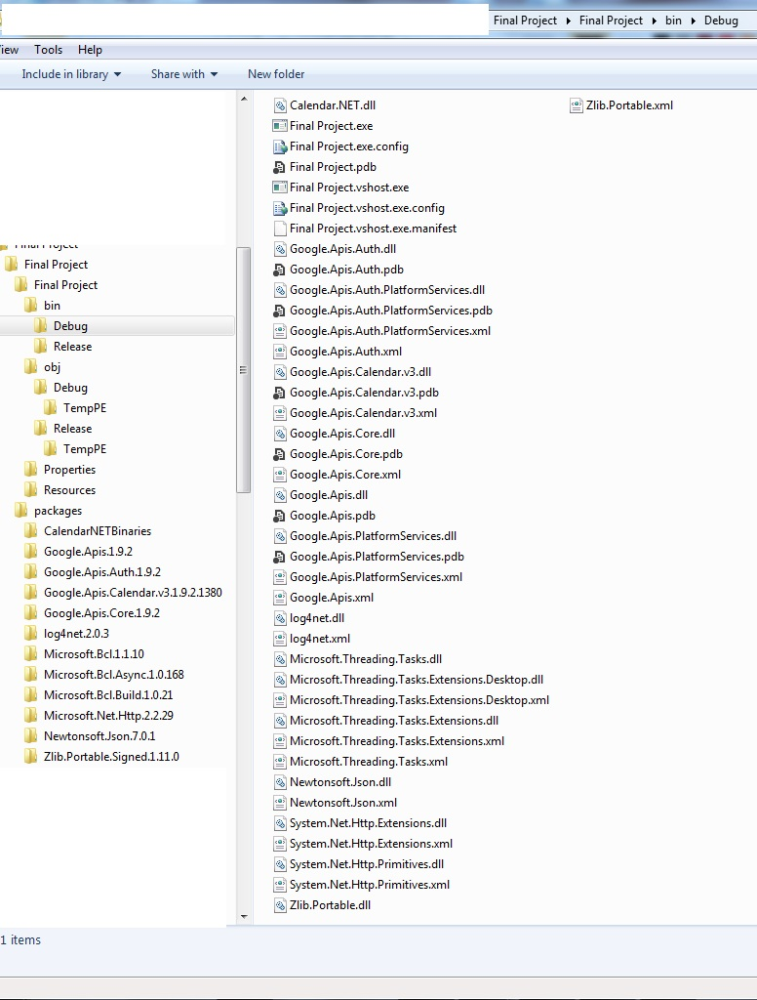 Final Project Final Project bin Debug
iew Tools Help
Include in library Share with New folder
Final Project
Final Project
Final Project
bin
Debug
Release
obj
Debug
TempPE
Release
TempPE
Properties
Resources
packages
CalendarNETBinaries
Google.Apis.1.9.2
Google.Apis.Auth.1.9.2
Google.Apis.Calendar.v3.1.9.2.1380
Google.Apis.Core.1.9.2
log4net.2.0.3
Microsoft.Bcl.1.1.10
Microsoft.Bcl.Async.1.0.168
Microsoft.Bcl.Build.1.0.21
Microsoft.Net.Http.2.2.29
Newtonsoft.Json.7.0.1
Zlib.Portable.Signed.1.11.0
Calendar.NET.dll
Final Project.exe
Final Project.exe.config
Final Project.pdb
Final Project.vshost.exe
Final Project.vshost.exe.config
Final Project.vshost.exe.manifest
Google.Apis.Auth.dll
Google.Apis.Auth.pdb
Google.Apis.Auth.PlatformServices.dll
Google.Apis.Auth.PlatformServices.pdb
Google.Apis.Auth.PlatformServices.xml
Google.Apis.Auth.xml
Google.Apis.Calendar.v3.dll
Google.Apis.Calendar.v3.pdb
Google.Apis.Calendar.v3.xml
Google.Apis.Core.dll
Google.Apis.Core.pdb
Google.Apis.Core.xml
Google.Apis.dll
Google.Apis.pdb
Google.Apis.PlatformServices.dll
Google.Apis.PlatformServices.pdb
Google.Apis.PlatformServices.xml
Google.Apis.xml
log4net.dll
log4net.xml
Microsoft.Threading.Tasks.dll
Microsoft.Threading.Tasks.Extensions.Desktop.dll
Microsoft.Threading.Tasks.Extensions.Desktop.xml
Microsoft.Threading.Tasks.Extensions.dll
Microsoft.Threading.Tasks.Extensions.xml
Microsoft.Threading.Tasks.xml
Newtonsoft.Json.dll
Newtonsoft.Json.xml
System.Net.Http.Extensions.dll
System.Net.Http.Extensions.xml
System.Net.Http.Primitives.dll
System.Net.Http.Primitives.xml
Zlib.Portable.dll
Zlib.Portable.xml
1 items